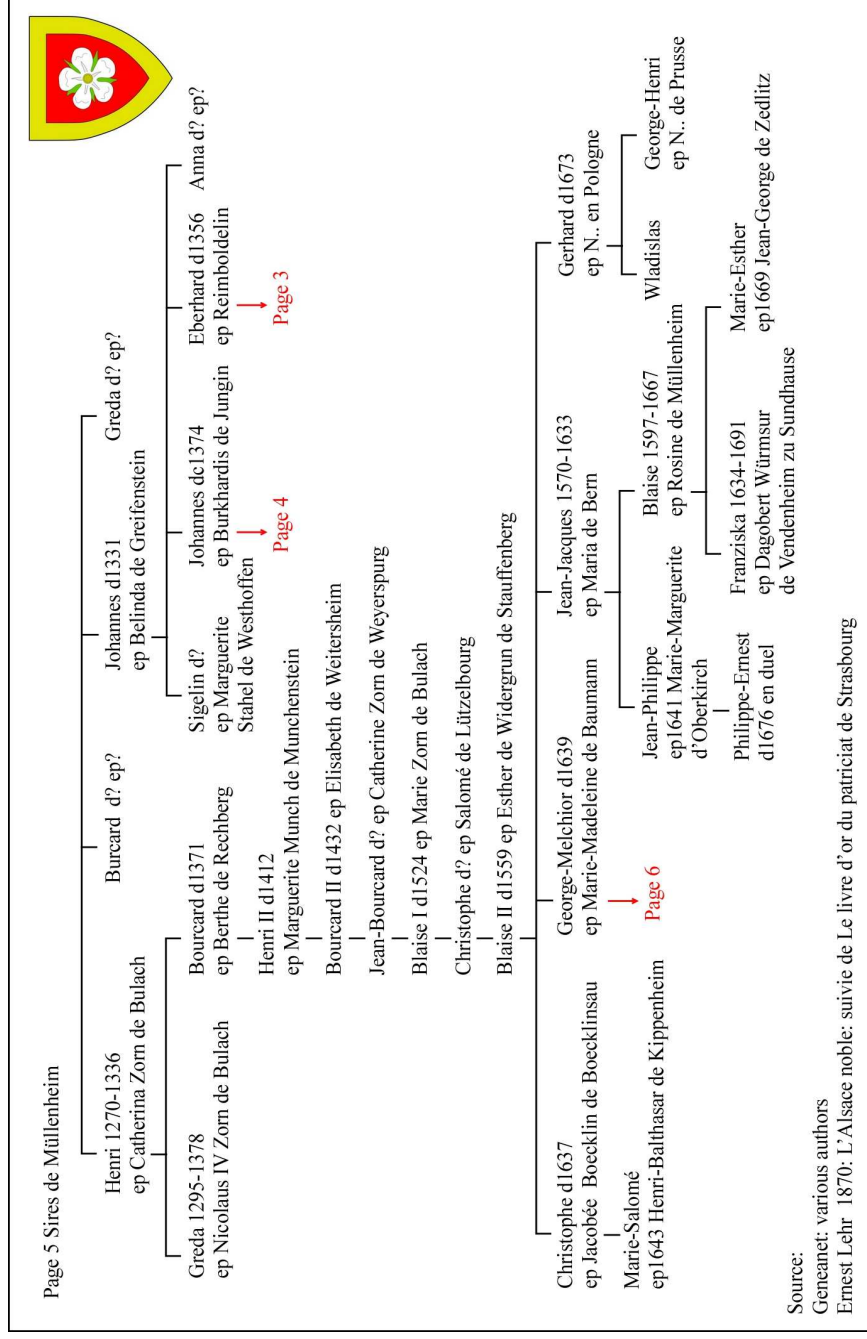 Page 5 Sires de Müllenheim
Henri 1270-1336
ep Catherina Zorn de Bulach
Burcard d? ep?
Johannes d1331
ep Belinda de Greifenstein
Greda d? ep?
Greda 1295-1378
ep Nicolaus IV Zorn de Bulach
Bourcard d1371
ep Berthe de Rechberg
Sigelin d?
ep Marguerite
Stahel de Westhoffen
Johannes dc1374
ep Burkhardis de Jungin
Page 4
Eberhard d1356
ep Reimboldelin
Page 3
Anna d? ep?
Henri II d1412
ep Marguerite Munch de Munchenstein
Bourcard II d1432 ep Elisabeth de Weitersheim
Jean-Bourcard d? ep Catherine Zorn de Weyerspurg
Blaise I d1524 ep Marie Zorn de Bulach
Christophe d? ep Salomé de Lützelbourg
Blaise II d1559 ep Esther de Widergrun de Stauffenberg
Christophe d1637
ep Jacobée Boecklin de Boecklinsau
George-Melchior d1639
ep Marie-Madeleine de Baumann
Page 6
Jean-Jacques 1570-1633
ep Maria de Bern
Gerhard d1673
ep N.. en Pologne
Marie-Salomé
ep1643 Henri-Balthasar de Kippenheim
Jean-Philippe
ep1641 Marie-Marguerite
d'Oberkirch
Blaise 1597-1667
ep Rosine de Müllenheim
Wladislas
George-Henri
ep N.. de Prusse
Philippe-Ernest
d1676 en duel
Franziska 1634-1691
ep Dagobert Würmsur
de Vendenheim zu Sundhause
Marie-Esther
ep1669 Jean-George de Zedlitz
Source:
Geneanet: various authors
Ernest Lehr 1870: L'Alsace noble: suivie de Le livre d'or du patriciat de Strasbourg